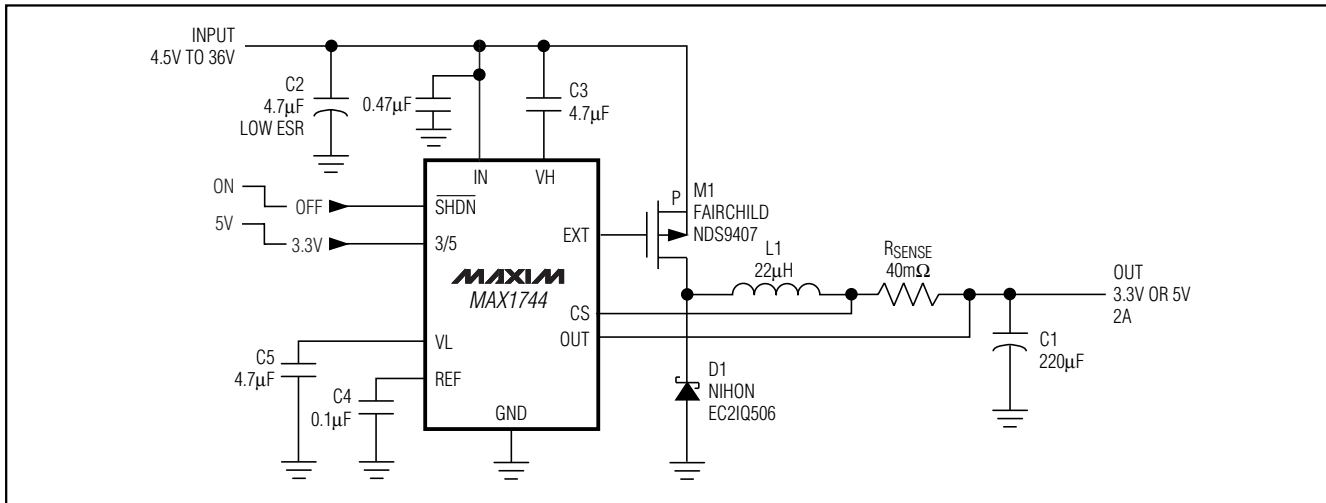 INPUT
4.5V TO 36V
C2
4.7µF
LOW ESR
0.47µF
C3
4.7µF
IN
VH
ON
OFF
SHDN
5V
3.3V
3/5
EXT
P
M1
FAIRCHILD
NDS9407
MAXIM
MAX1744
L1
22µH
RSENSE
40mΩ
OUT
3.3V OR 5V
2A
CS
OUT
C1
220µF
C5
4.7µF
VL
REF
C4
0.1µF
GND
D1
NIHON
EC2IQ506